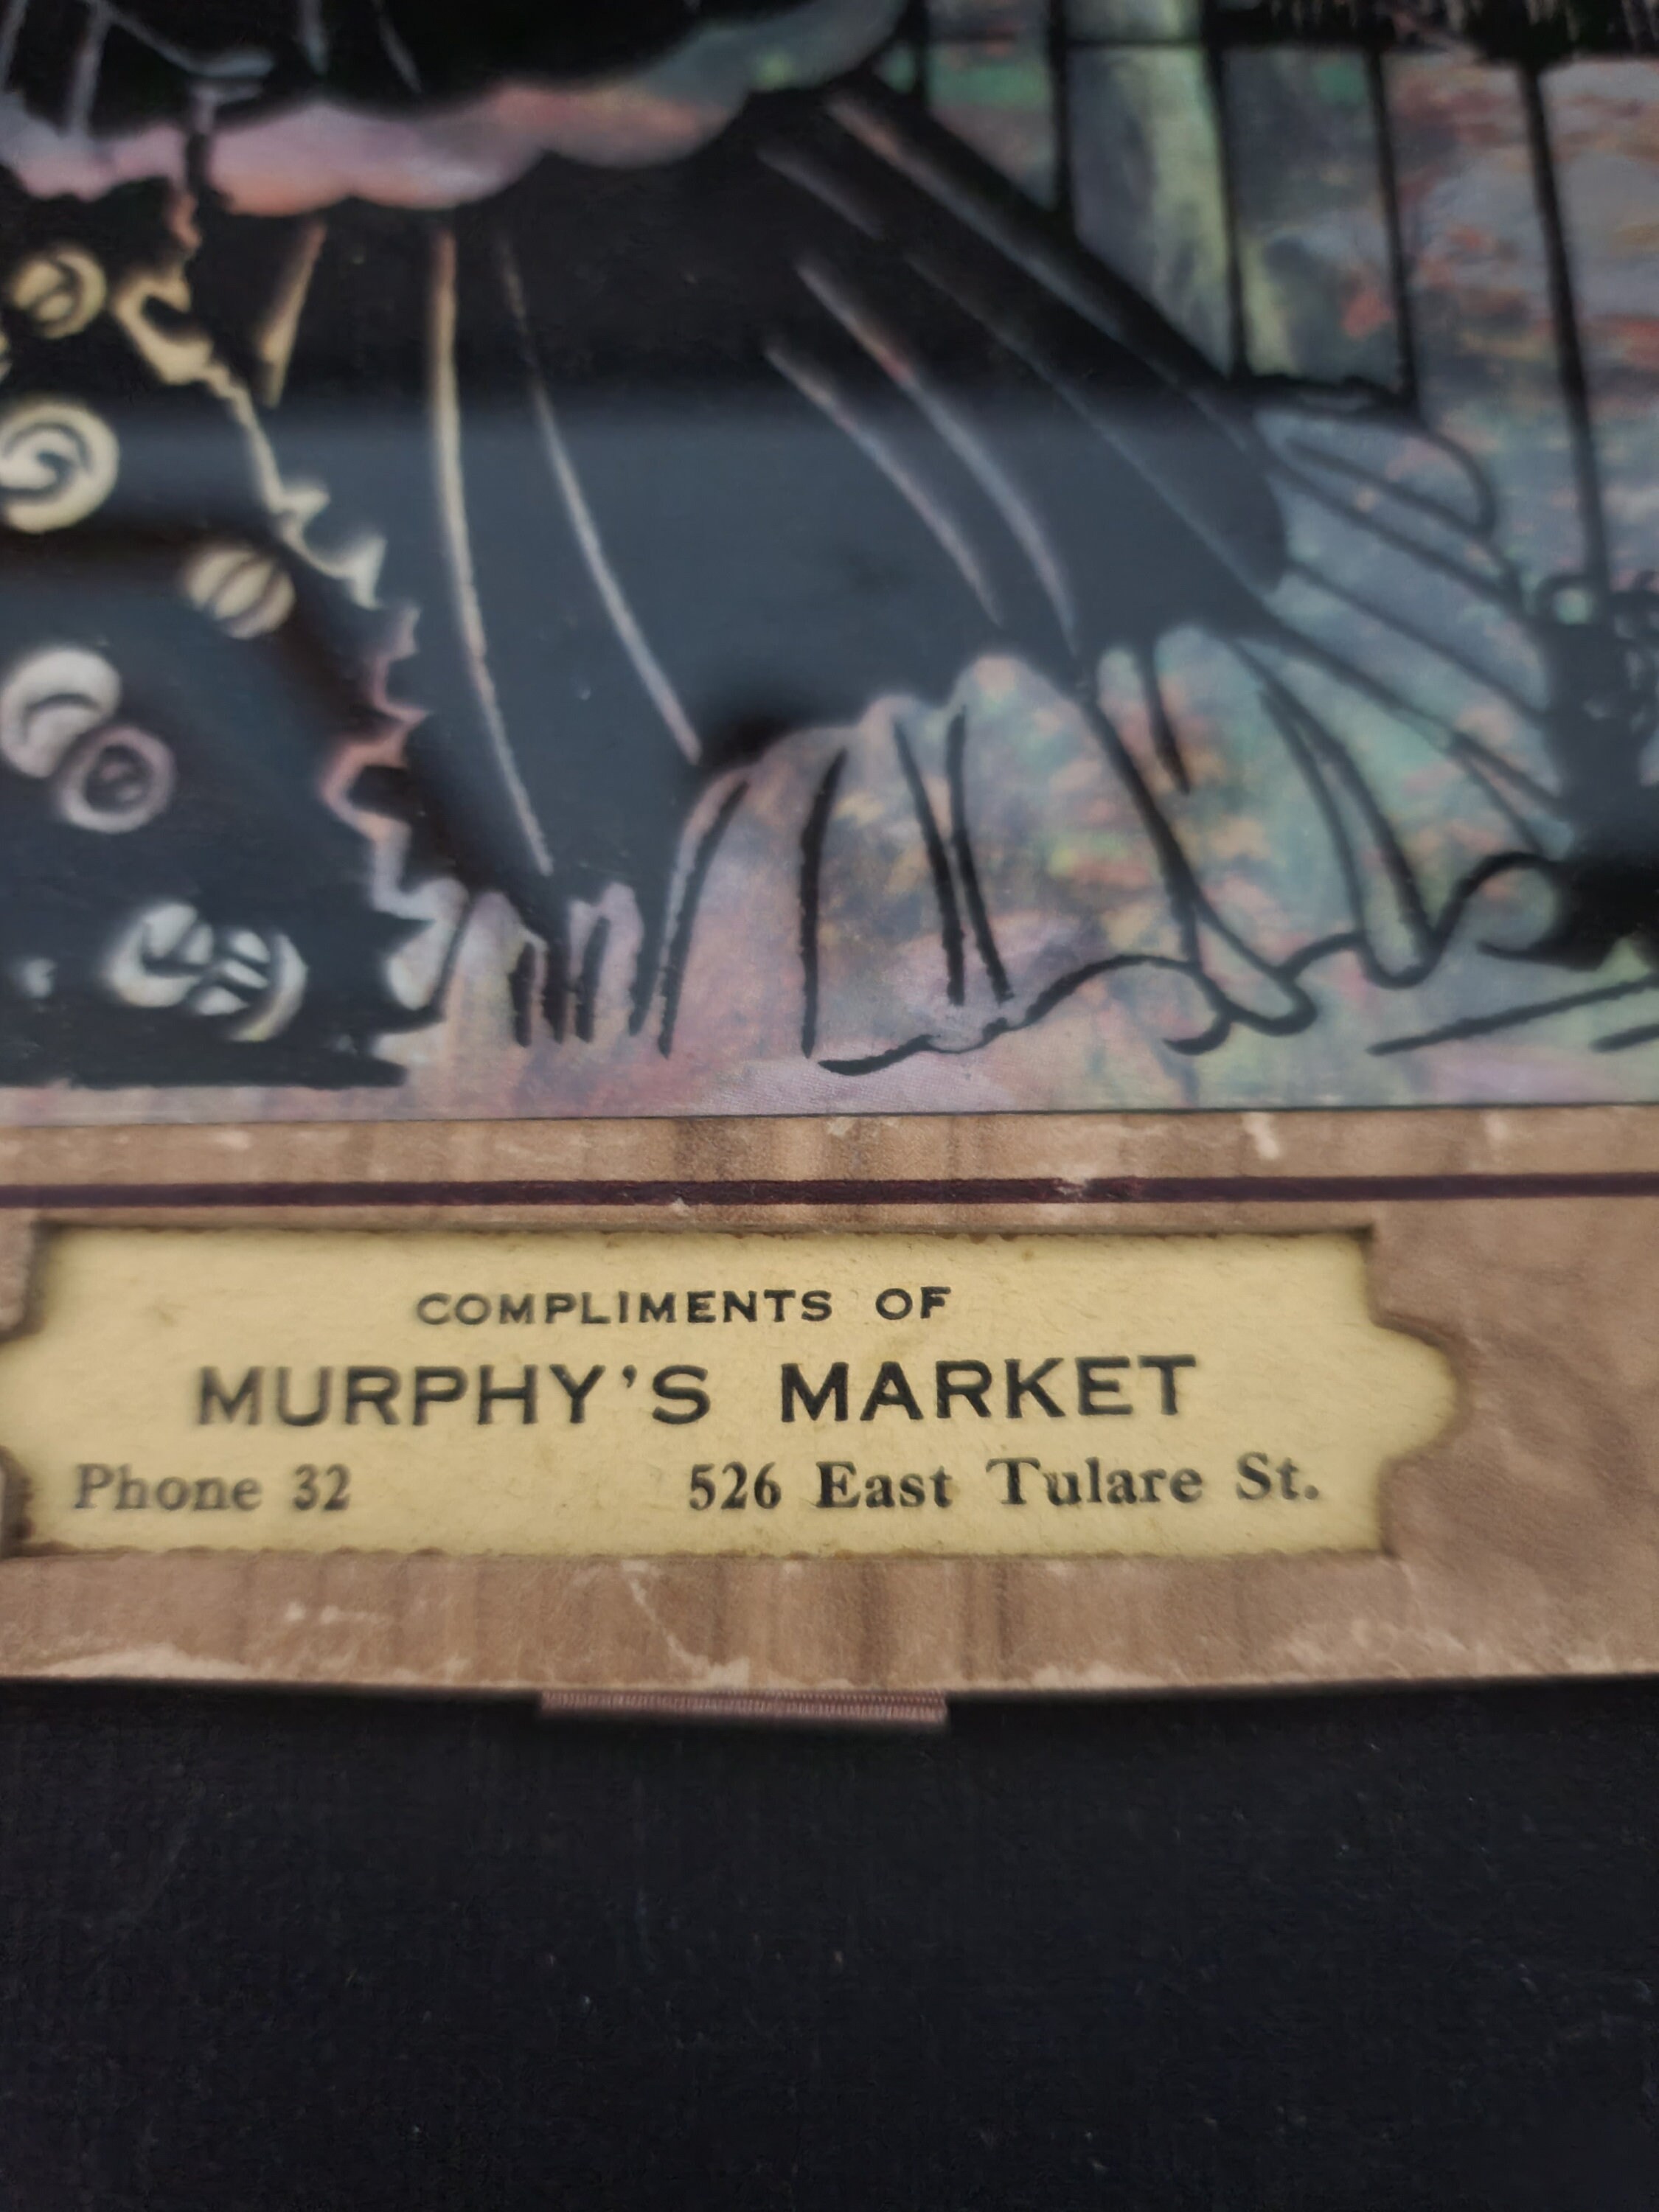 COMPLIMENTS OF
MURPHY'S MARKET
Phone 32 526 East Tulare St.